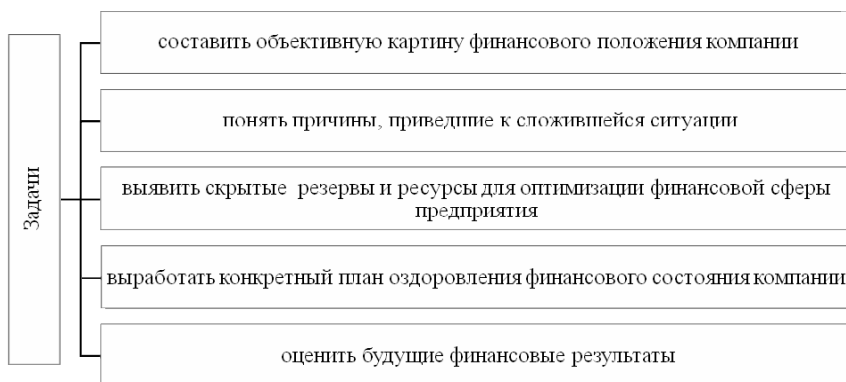 Задачи
составить объективную картину финансового положения компании
понять причины, приведшие к сложившейся ситуации
выявить скрытые резервы и ресурсы для оптимизации финансовой сферы
предприятия
выработать конкретный план оздоровления финансового состояния компании
оценить будущие финансовые результаты